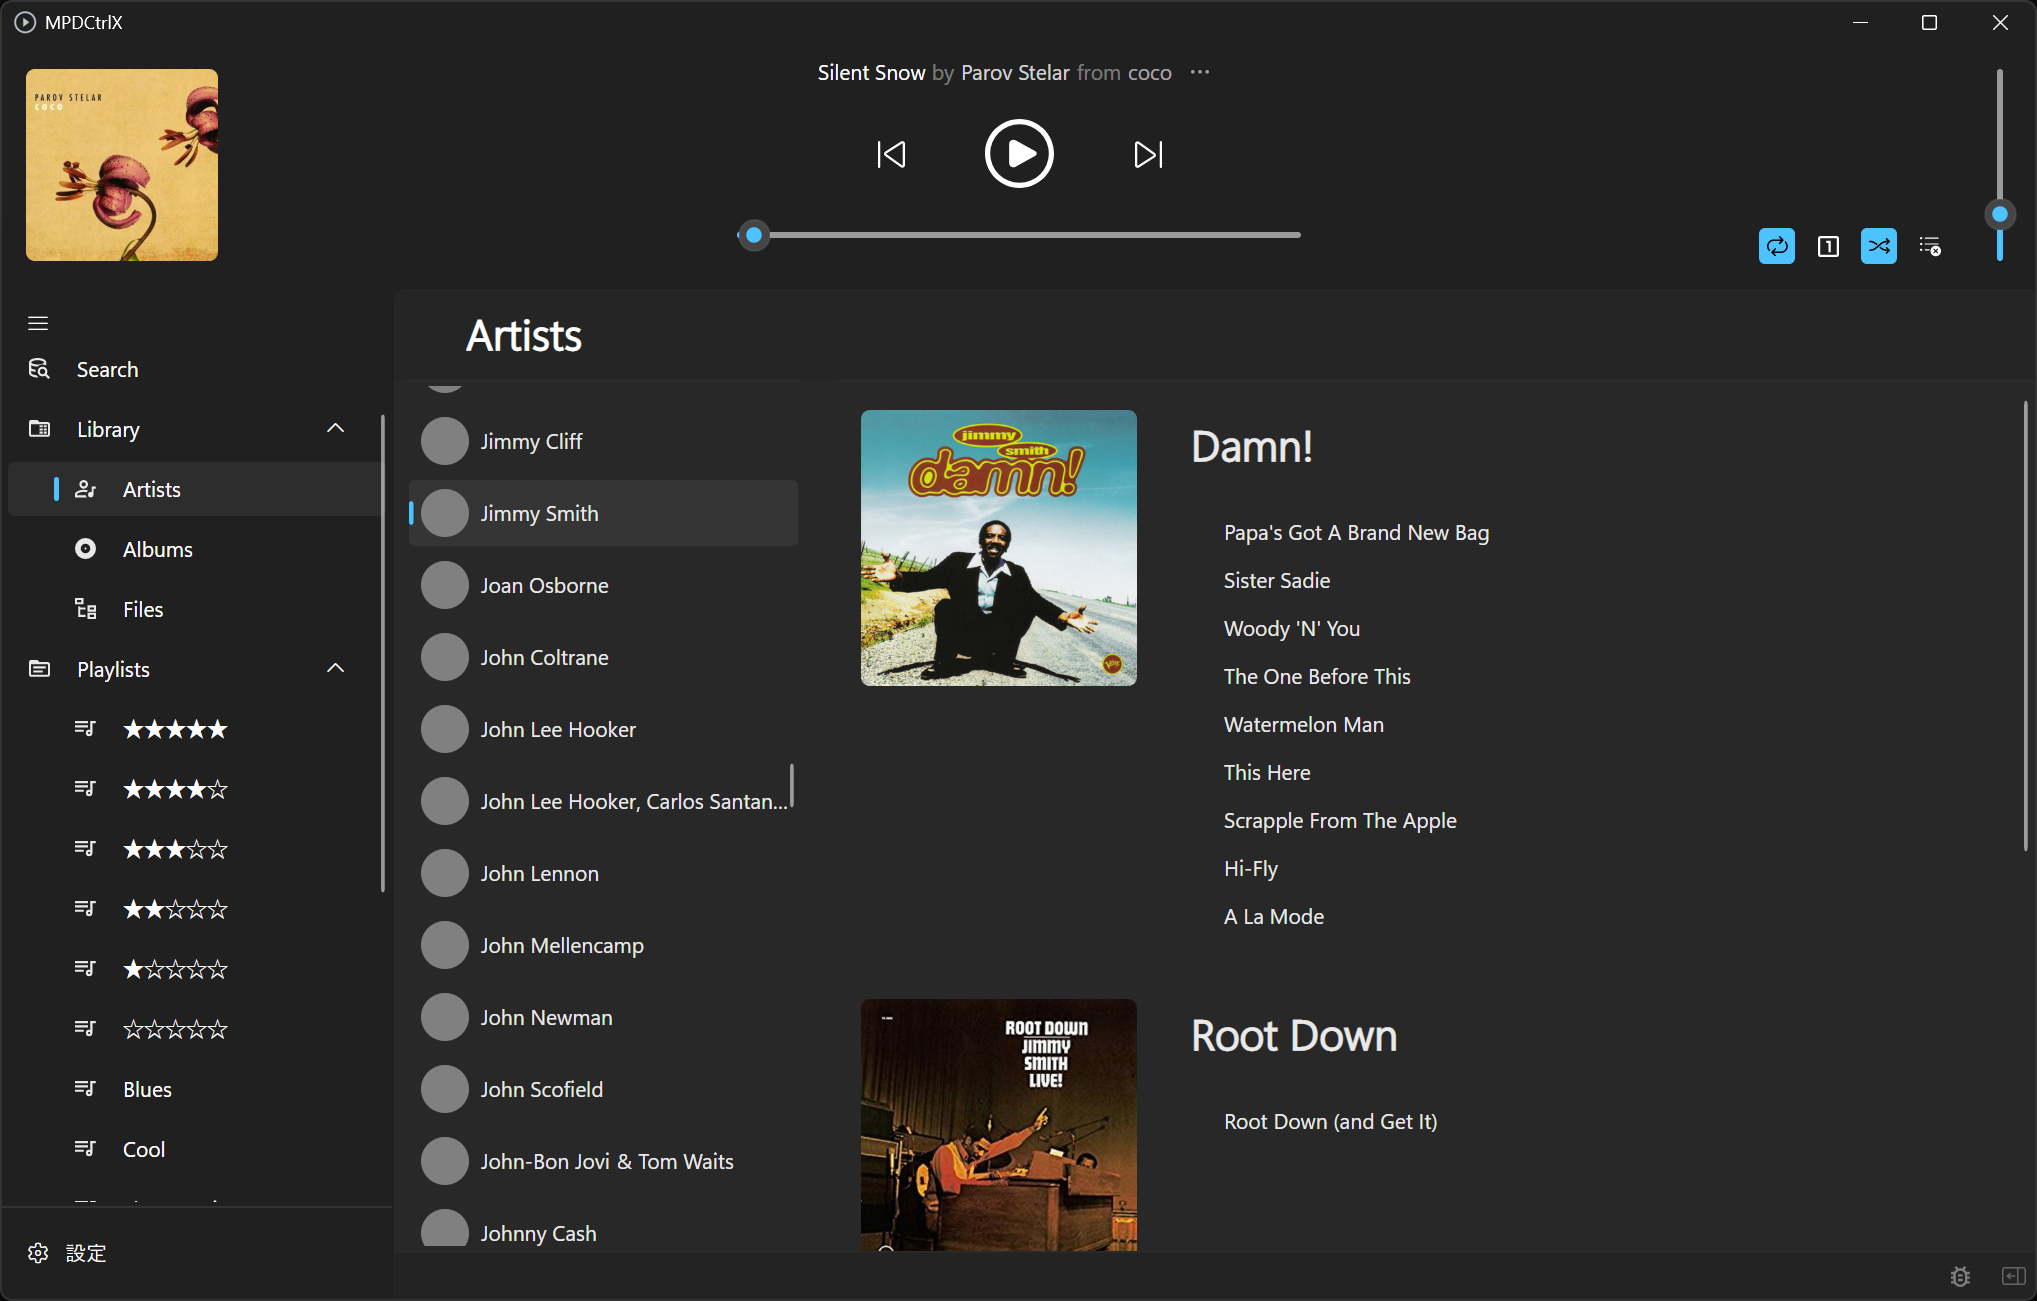 MPDCtrlX
PAROV STELAR
COCO
Silent Snow by Parov Stelar from coco ...
1
Search
Library
Artists
Albums
Files
Playlists
★★★★★
★★★★☆
★★★☆☆
★★☆☆☆
★☆☆☆☆
☆☆☆☆☆
Blues
Cool
設定
Artists
Jimmy Cliff
Jimmy Smith
Joan Osborne
John Coltrane
John Lee Hooker
John Lee Hooker, Carlos Santan...
John Lennon
John Mellencamp
John Newman
John Scofield
John-Bon Jovi & Tom Waits
Johnny Cash
jimmy
smith
damn!
Verve
Damn!
Papa's Got A Brand New Bag
Sister Sadie
Woody 'N' You
The One Before This
Watermelon Man
This Here
Scrapple From The Apple
Hi-Fly
A La Mode
ROOT DOWN
JIMMY
SMITH
LIVE!
Root Down
Root Down (and Get It)